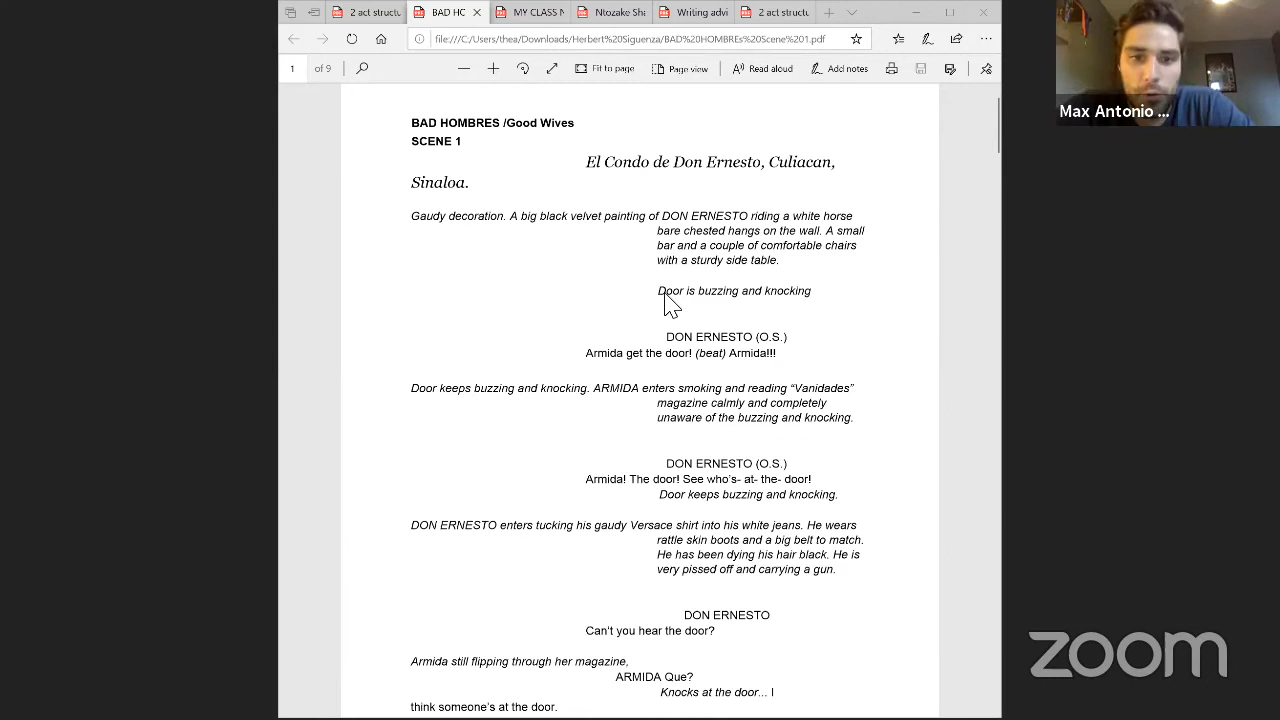 2 act structu
BAD HO
MY CLASS N
Ntozake Sha
Writing advi
2 act structu
file:///C:/Users/thea/Downloads/Herbert%20Siguenza/BAD%20HOMBREs%20Scene%201.pdf
1 of 9
Fit to page
Page view
Read aloud
Add notes
Max Antonio ...
BAD HOMBRES /Good Wives
SCENE 1
El Condo de Don Ernesto, Culiacan,
Sinaloa.
Gaudy decoration. A big black velvet painting of DON ERNESTO riding a white horse
bare chested hangs on the wall. A small
bar and a couple of comfortable chairs
with a sturdy side table.
Door is buzzing and knocking
DON ERNESTO (O.S.)
Armida get the door! (beat) Armida!!!
Door keeps buzzing and knocking. ARMIDA enters smoking and reading “Vanidades”
magazine calmly and completely
unaware of the buzzing and knocking.
DON ERNESTO (O.S.)
Armida! The door! See who’s- at- the- door!
Door keeps buzzing and knocking.
DON ERNESTO enters tucking his gaudy Versace shirt into his white jeans. He wears
rattle skin boots and a big belt to match.
He has been dying his hair black. He is
very pissed off and carrying a gun.
DON ERNESTO
Can’t you hear the door?
Armida still flipping through her magazine,
ARMIDA Que?
Knocks at the door... I
think someone’s at the door.
zoom